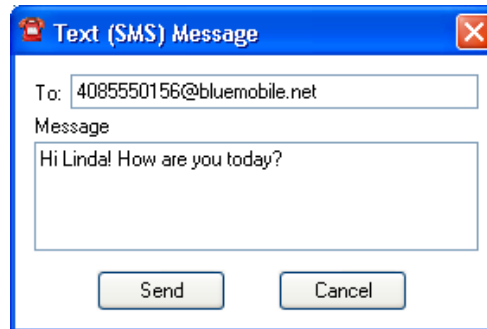 Text (SMS) Message
To: 4085550156@bluemobile.net
Message
Hi Linda! How are you today?
Send Cancel